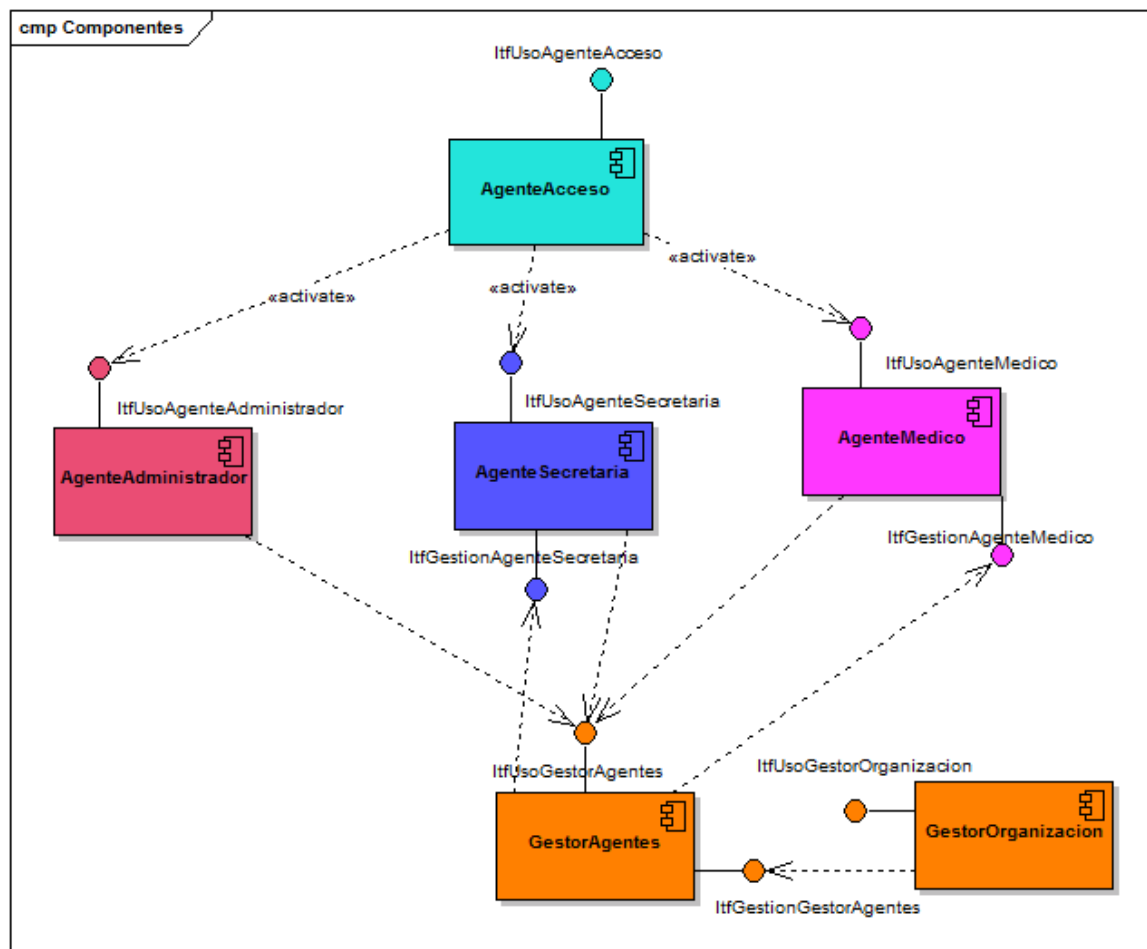 cmp Componentes
ItfUsoAgenteAcceso
AgenteAcceso
«activate»
«activate»
«activate»
ItfUsoAgenteAdministrador
ItfUsoAgenteSecretaria
ItfUsoAgenteMedico
AgenteAdministrador
AgenteSecretaria
AgenteMedico
ItfGestionAgenteSecretaria
ItfGestionAgenteMedico
ItfUsoGestorAgentes
ItfUsoGestorOrganizacion
GestorAgentes
GestorOrganizacion
ItfGestionGestorAgentes